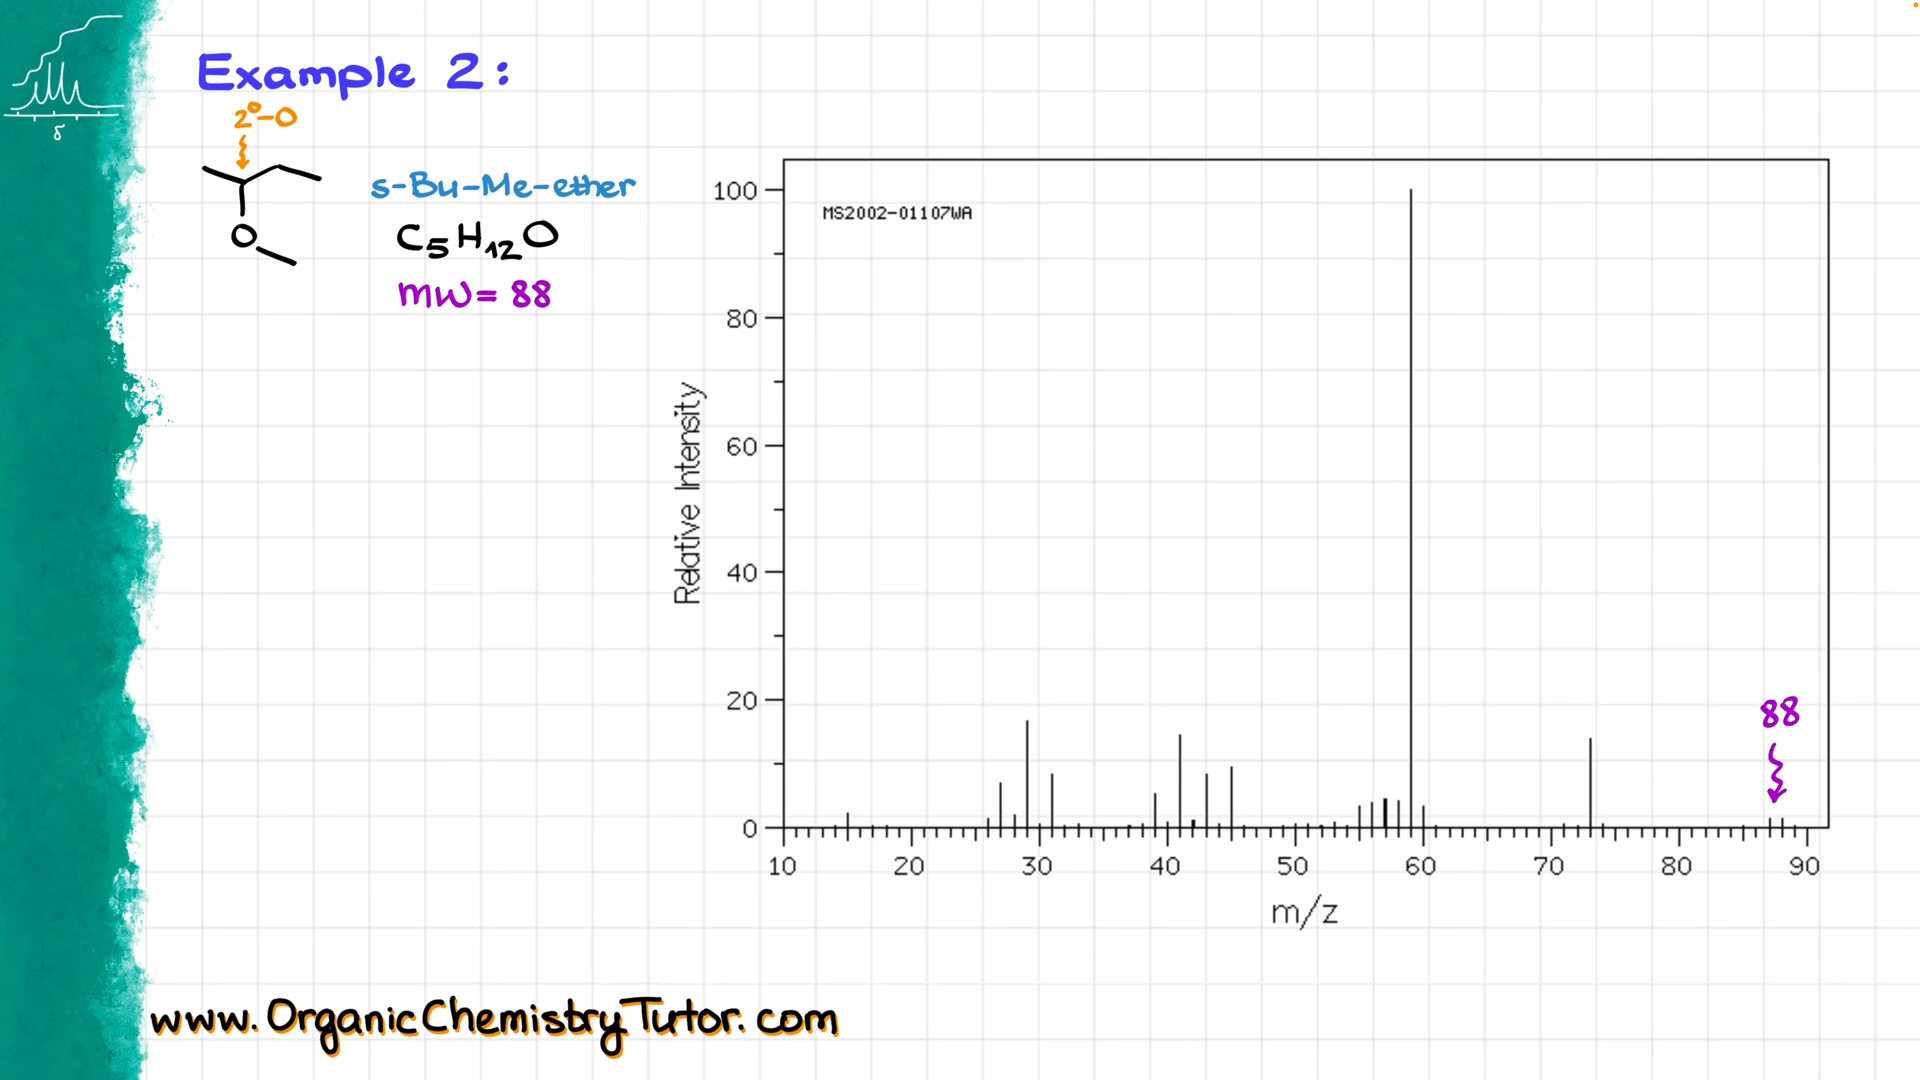 Example 2:
2°-O
s-Bu-Me-ether
O
C₅H₁₂O
MW = 88
MS2002-01107WA
100
80
60
40
20
0
Relative Intensity
88
10 20 30 40 50 60 70 80 90
m/z
δ
www.OrganicChemistryTutor.com